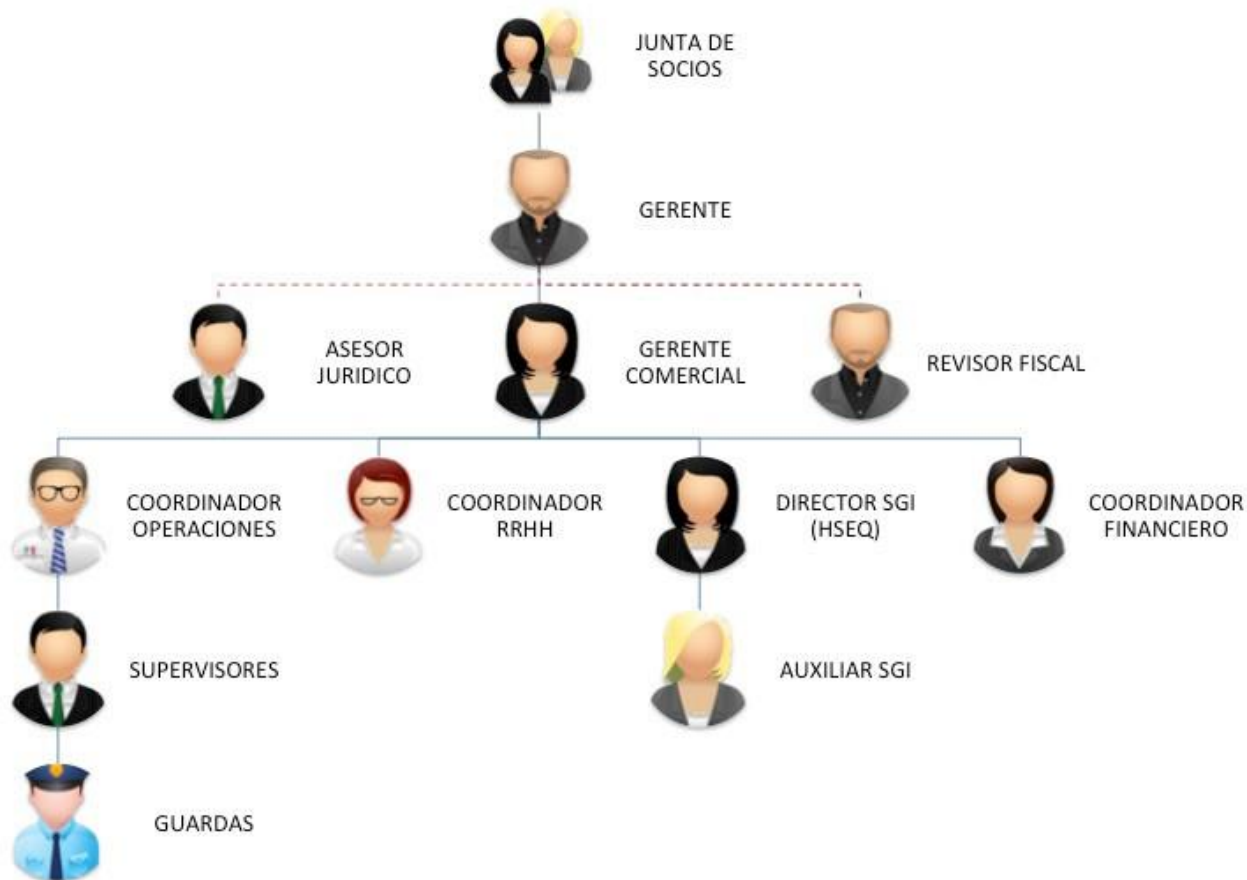 JUNTA DE
SOCIOS
GERENTE
ASESOR
JURIDICO
GERENTE
COMERCIAL
REVISOR FISCAL
COORDINADOR
OPERACIONES
COORDINADOR
RRHH
DIRECTOR SGI
(HSEQ)
COORDINADOR
FINANCIERO
SUPERVISORES
AUXILIAR SGI
GUARDAS